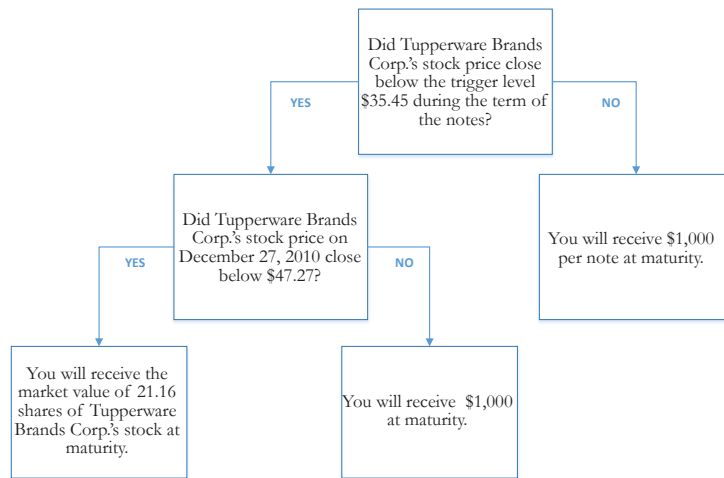 Did Tupperware Brands
Corp.'s stock price close
below the trigger level
$35.45 during the term of
the notes?
YES
NO
Did Tupperware Brands
Corp.'s stock price on
December 27, 2010 close
below $47.27?
You will receive $1,000
per note at maturity.
YES
NO
You will receive the
market value of 21.16
shares of Tupperware
Brands Corp.'s stock at
maturity.
You will receive  $1,000
at maturity.